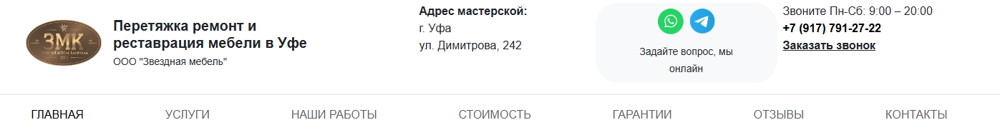 ЗМК
2012
Перетяжка ремонт и
реставрация мебели в Уфе
ООО "Звездная мебель"
Адрес мастерской:
г. Уфа
ул. Димитрова, 242
Задайте вопрос, мы
онлайн
Звоните Пн-Сб: 9:00 – 20:00
+7 (917) 791-27-22
Заказать звонок
ГЛАВНАЯ УСЛУГИ НАШИ РАБОТЫ СТОИМОСТЬ ГАРАНТИИ ОТЗЫВЫ КОНТАКТЫ